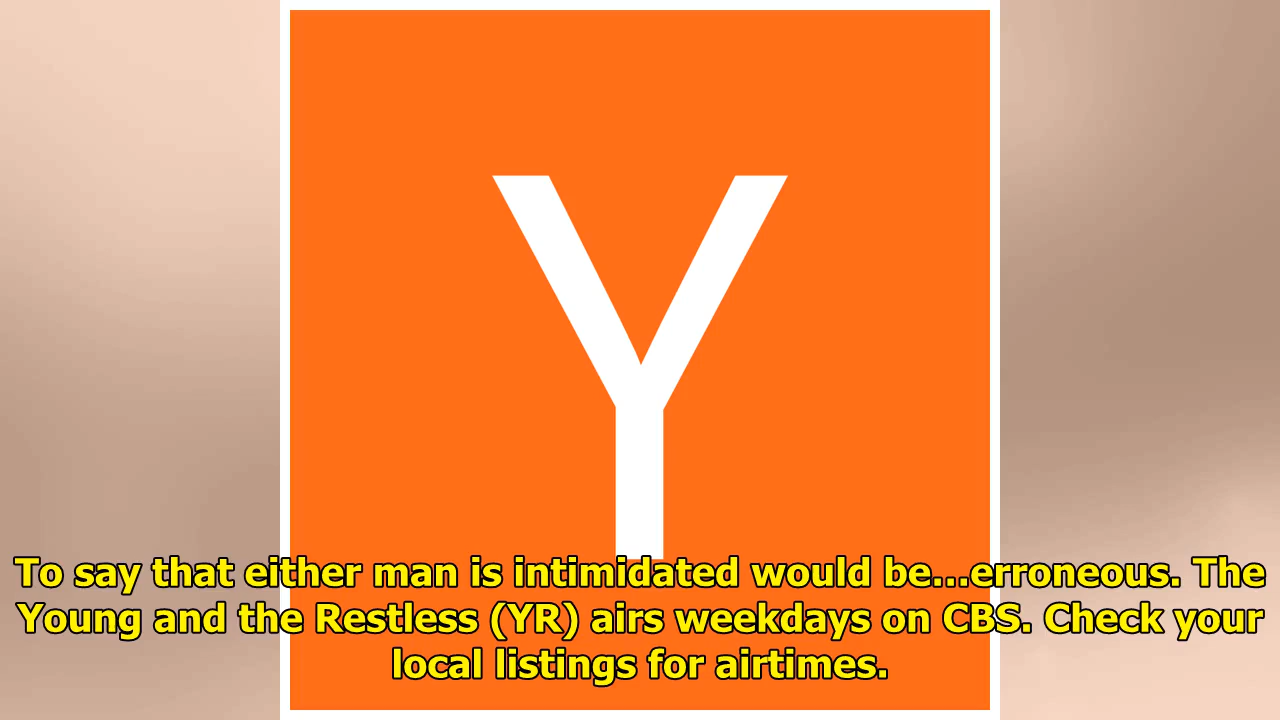 Y
To say that either man is intimidated would be...erroneous. The
Young and the Restless (YR) airs weekdays on CBS. Check your
local listings for airtimes.